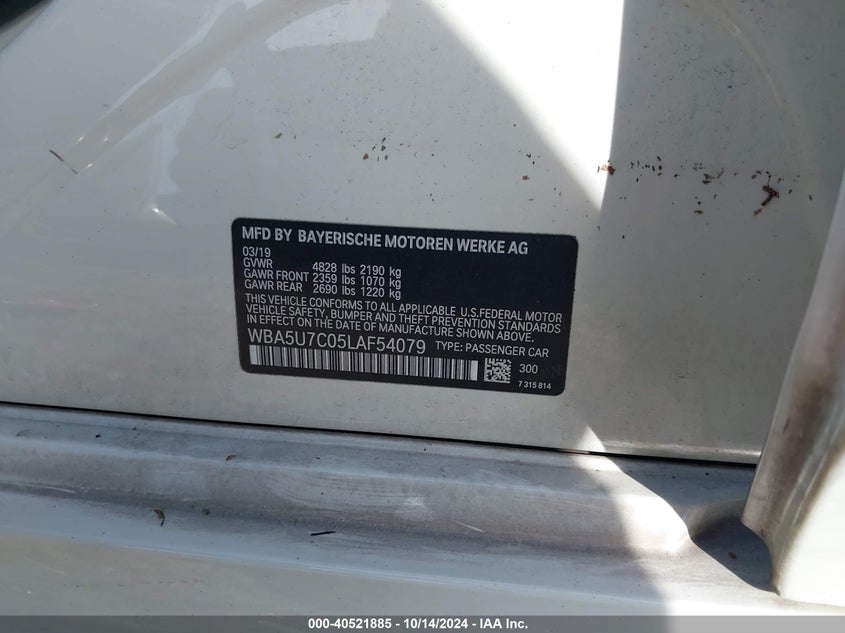 MFD BY BAYERISCHE MOTOREN WERKE AG
03/19
GVWR 4828 lbs 2190 kg
GAWR FRONT 2359 lbs 1070 kg
GAWR REAR 2690 lbs 1220 kg
THIS VEHICLE CONFORMS TO ALL APPLICABLE U.S.FEDERAL MOTOR
VEHICLE SAFETY, BUMPER AND THEFT PREVENTION STANDARDS
IN EFFECT ON THE DATE OF MANUFACTURE SHOWN ABOVE.
WBA5U7C05LAF54079 TYPE: PASSENGER CAR
300
7 315 814
000-40521885 - 10/14/2024 - IAA Inc.